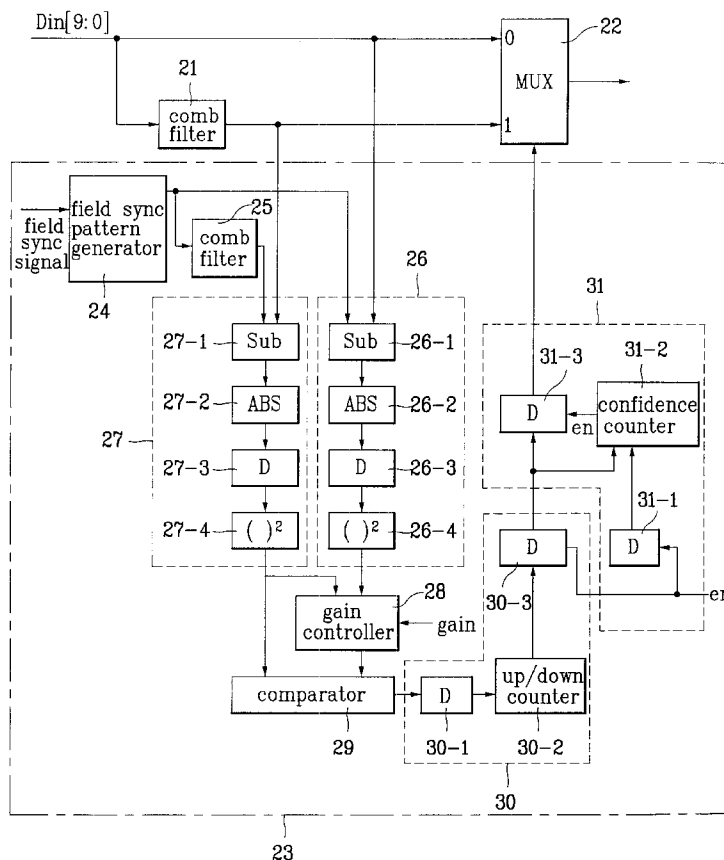 Din[9:0]
22
0
MUX
1
21
comb
filter
field sync
pattern
generator
field
sync
signal
24
25
comb
filter
26
27
27-1
Sub
27-2
ABS
27-3
D
27-4
( )²
Sub
26-1
ABS
26-2
D
26-3
( )²
26-4
31
31-3
31-2
D
en
confidence
counter
31-1
D
30-3
D
en
28
gain
controller
gain
comparator
29
D
30-1
up/down
counter
30-2
30
23